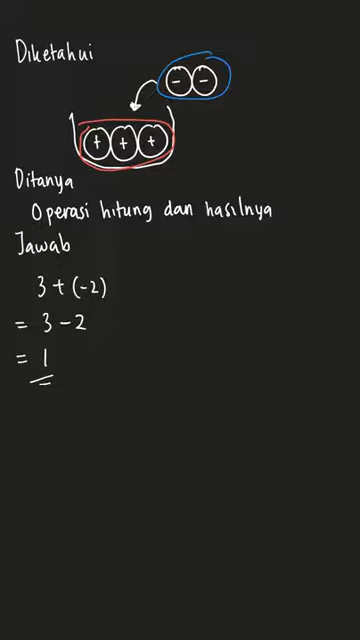 Diketahui
− −
+ + +
Ditanya
Operasi hitung dan hasilnya
Jawab
3 + (-2)
= 3 - 2
= 1